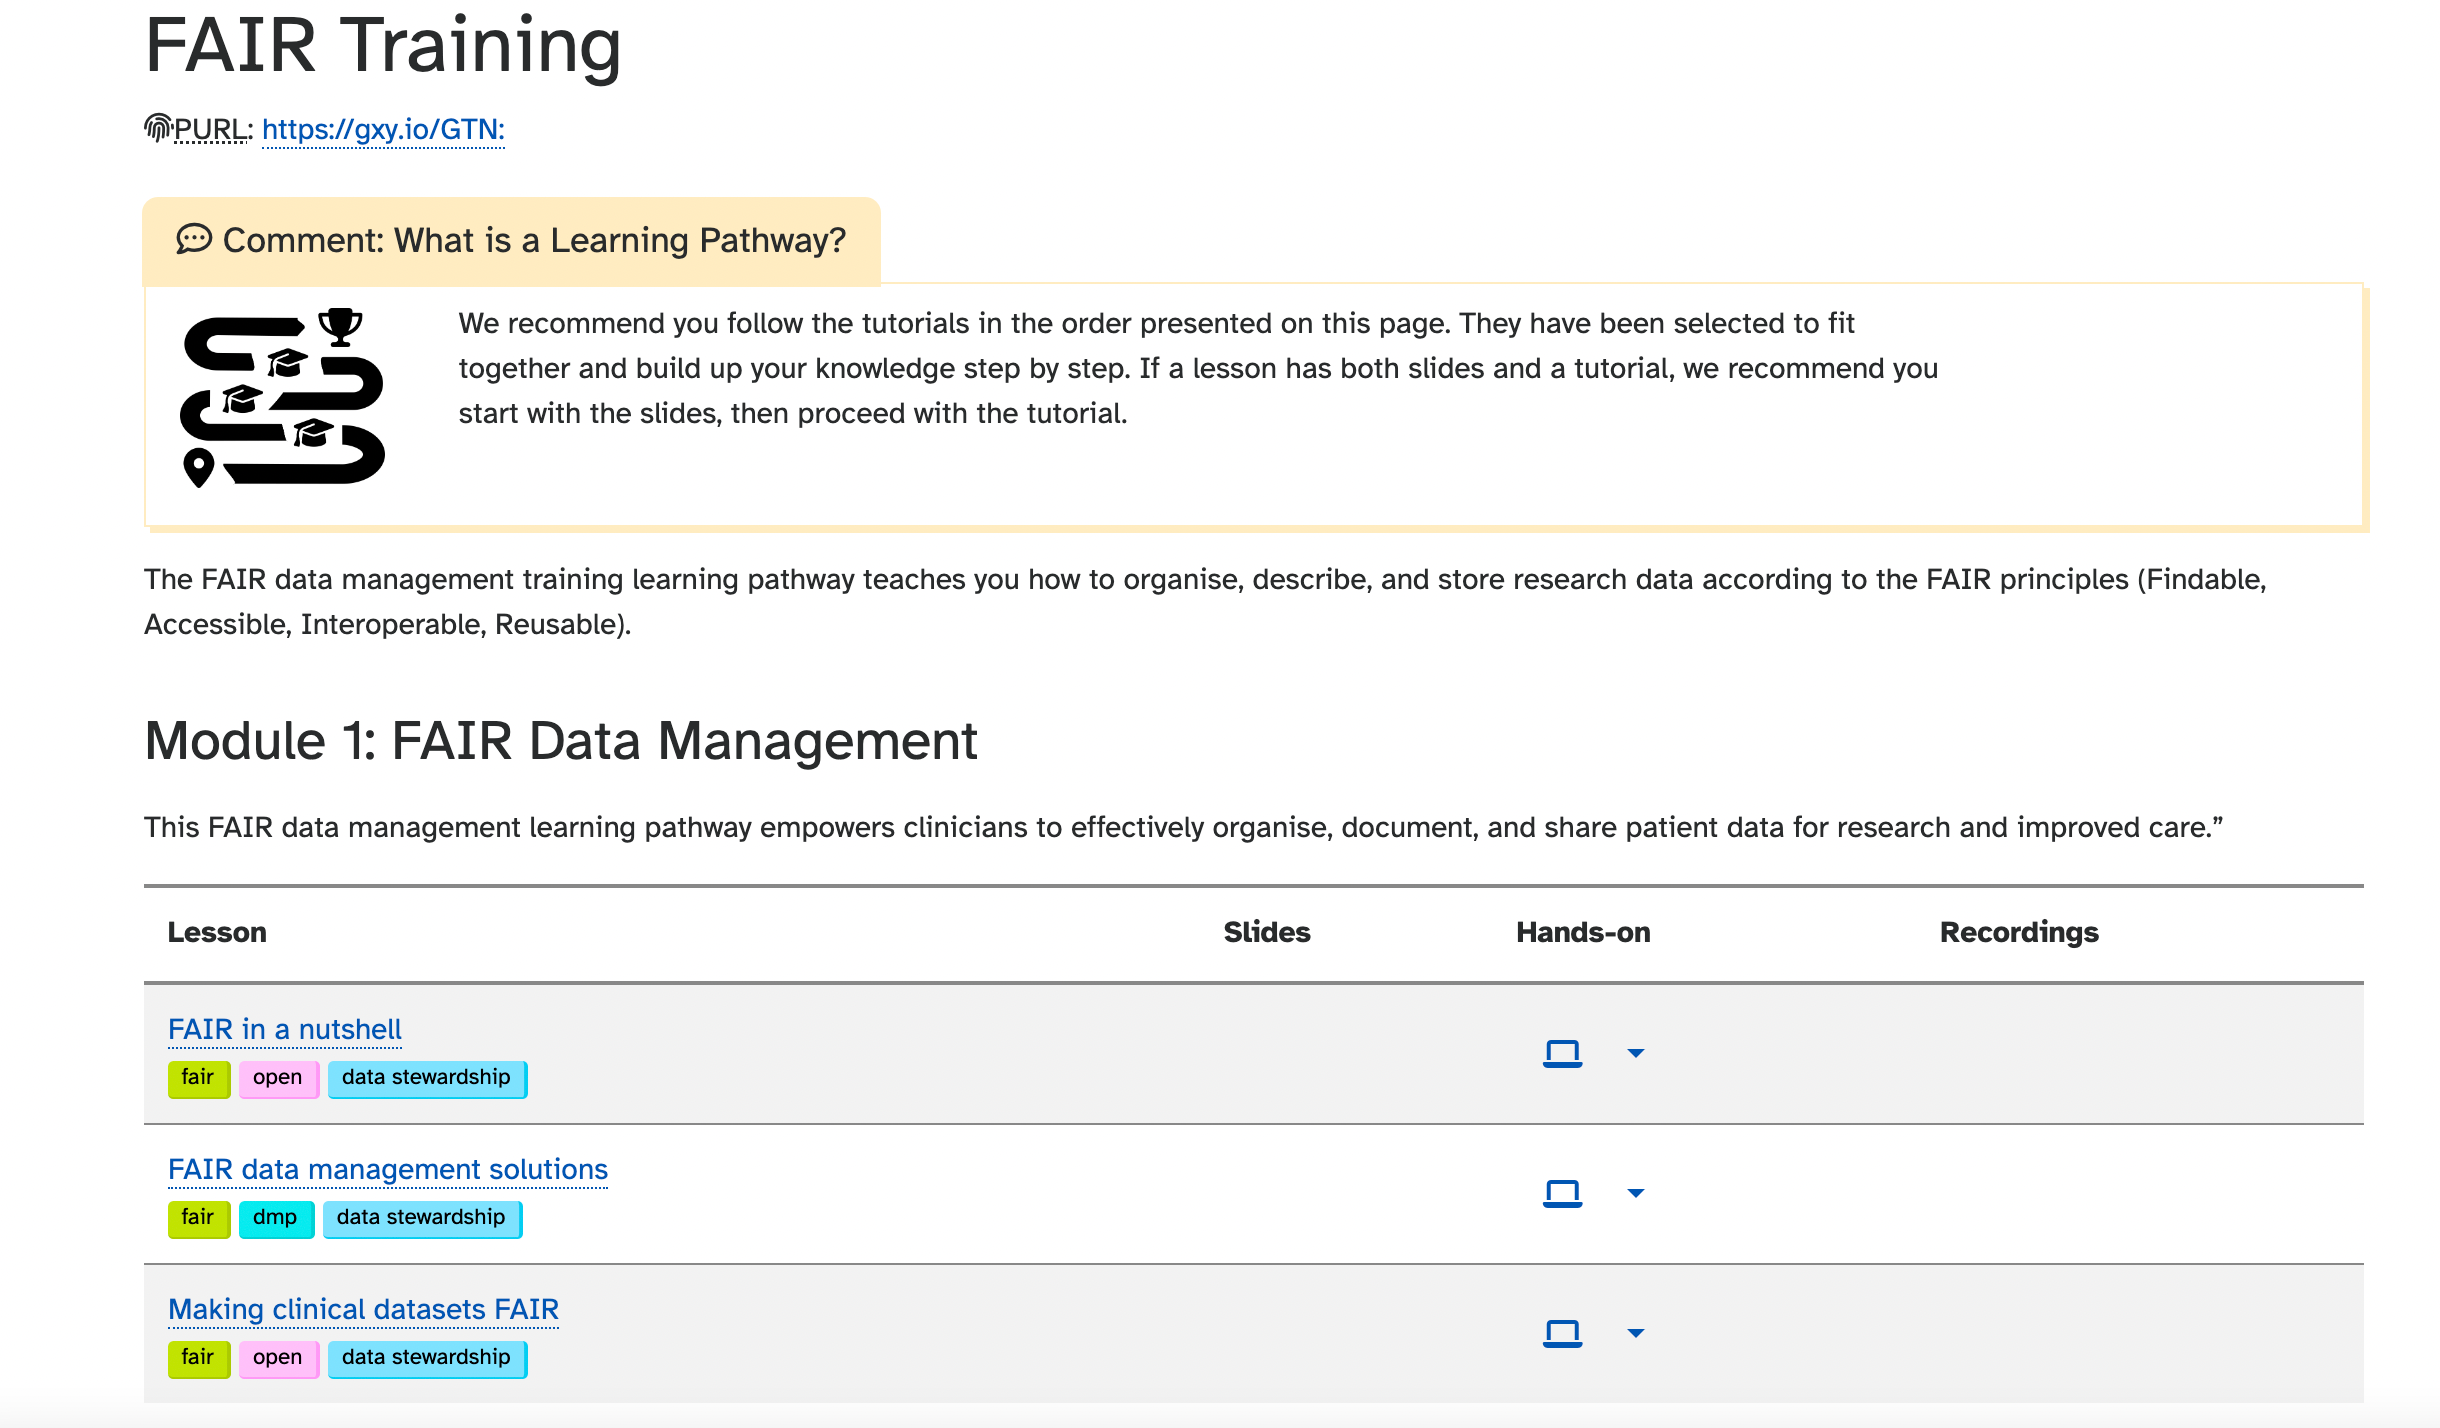 FAIR Training
PURL: https://gxy.io/GTN:
Comment: What is a Learning Pathway?
We recommend you follow the tutorials in the order presented on this page. They have been selected to fit
together and build up your knowledge step by step. If a lesson has both slides and a tutorial, we recommend you
start with the slides, then proceed with the tutorial.
The FAIR data management training learning pathway teaches you how to organise, describe, and store research data according to the FAIR principles (Findable,
Accessible, Interoperable, Reusable).
Module 1: FAIR Data Management
This FAIR data management learning pathway empowers clinicians to effectively organise, document, and share patient data for research and improved care.”
Lesson Slides Hands-on Recordings
FAIR in a nutshell
fair open data stewardship
FAIR data management solutions
fair dmp data stewardship
Making clinical datasets FAIR
fair open data stewardship